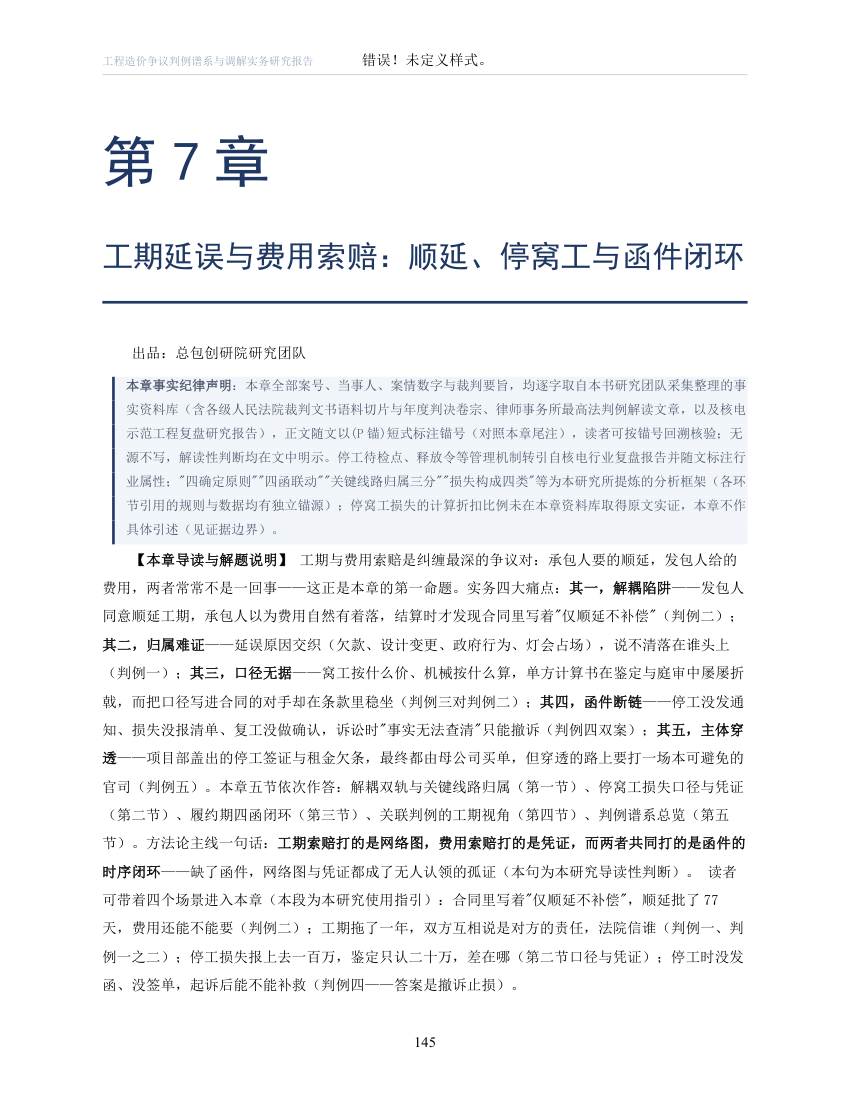 工程造价争议判例谱系与调解实务研究报告 错误！未定义样式。
第 7 章
工期延误与费用索赔：顺延、停窝工与函件闭环
出品：总包创研院研究团队
本章事实纪律声明：本章全部案号、当事人、案情数字与裁判要旨，均逐字取自本书研究团队采集整理的事
实资料库（含各级人民法院裁判文书语料切片与年度判决卷宗、律师事务所最高法判例解读文章，以及核电
示范工程复盘研究报告），正文随文以(P 锚)短式标注锚号（对照本章尾注），读者可按锚号回溯核验；无
源不写，解读性判断均在文中明示。停工待检点、释放令等管理机制转引自核电行业复盘报告并随文标注行
业属性；"四确定原则""四函联动""关键线路归属三分""损失构成四类"等为本研究所提炼的分析框架（各环
节引用的规则与数据均有独立锚源）；停窝工损失的计算折扣比例未在本章资料库取得原文实证，本章不作
具体引述（见证据边界）。
【本章导读与解题说明】 工期与费用索赔是纠缠最深的争议对：承包人要的顺延，发包人给的
费用，两者常常不是一回事——这正是本章的第一命题。实务四大痛点：其一，解耦陷阱——发包人
同意顺延工期，承包人以为费用自然有着落，结算时才发现合同里写着"仅顺延不补偿"（判例二）；
其二，归属难证——延误原因交织（欠款、设计变更、政府行为、灯会占场），说不清落在谁头上
（判例一）；其三，口径无据——窝工按什么价、机械按什么算，单方计算书在鉴定与庭审中屡屡折
戟，而把口径写进合同的对手却在条款里稳坐（判例三对判例二）；其四，函件断链——停工没发通
知、损失没报清单、复工没做确认，诉讼时"事实无法查清"只能撤诉（判例四双案）；其五，主体穿
透——项目部盖出的停工签证与租金欠条，最终都由母公司买单，但穿透的路上要打一场本可避免的
官司（判例五）。本章五节依次作答：解耦双轨与关键线路归属（第一节）、停窝工损失口径与凭证
（第二节）、履约期四函闭环（第三节）、关联判例的工期视角（第四节）、判例谱系总览（第五
节）。方法论主线一句话：工期索赔打的是网络图，费用索赔打的是凭证，而两者共同打的是函件的
时序闭环——缺了函件，网络图与凭证都成了无人认领的孤证（本句为本研究导读性判断）。 读者
可带着四个场景进入本章（本段为本研究使用指引）：合同里写着"仅顺延不补偿"，顺延批了 77
天，费用还能不能要（判例二）；工期拖了一年，双方互相说是对方的责任，法院信谁（判例一、判
例一之二）；停工损失报上去一百万，鉴定只认二十万，差在哪（第二节口径与凭证）；停工时没发
函、没签单，起诉后能不能补救（判例四——答案是撤诉止损）。
145